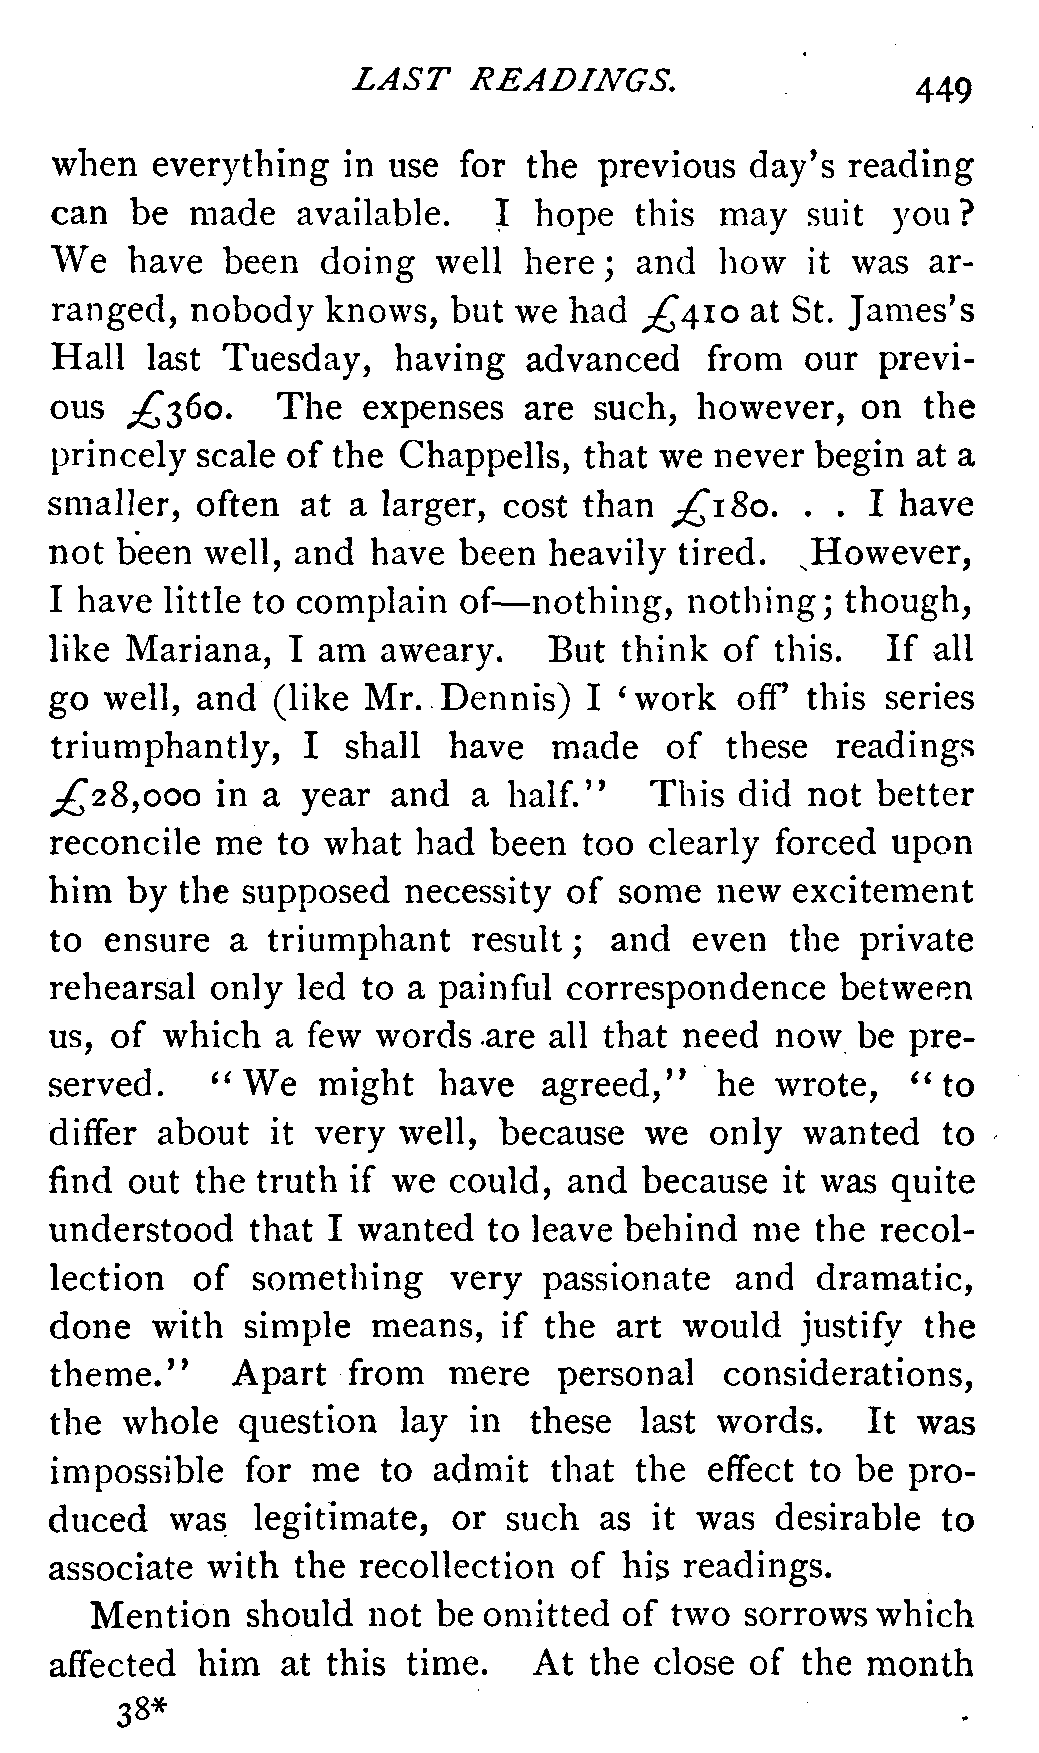 LAST READINGS. 449
when everything in use for the previous day's reading
can be made available. I hope this may suit you?
We have been doing well here; and how it was ar-
ranged, nobody knows, but we had £410 at St. James's
Hall last Tuesday, having advanced from our previ-
ous £360. The expenses are such, however, on the
princely scale of the Chappells, that we never begin at a
smaller, often at a larger, cost than £180. . . I have
not been well, and have been heavily tired. However,
I have little to complain of—nothing, nothing; though,
like Mariana, I am aweary. But think of this. If all
go well, and (like Mr. Dennis) I 'work off' this series
triumphantly, I shall have made of these readings
£28,000 in a year and a half." This did not better
reconcile me to what had been too clearly forced upon
him by the supposed necessity of some new excitement
to ensure a triumphant result; and even the private
rehearsal only led to a painful correspondence between
us, of which a few words are all that need now be pre-
served. "We might have agreed," he wrote, "to
differ about it very well, because we only wanted to
find out the truth if we could, and because it was quite
understood that I wanted to leave behind me the recol-
lection of something very passionate and dramatic,
done with simple means, if the art would justify the
theme." Apart from mere personal considerations,
the whole question lay in these last words. It was
impossible for me to admit that the effect to be pro-
duced was legitimate, or such as it was desirable to
associate with the recollection of his readings.
Mention should not be omitted of two sorrows which
affected him at this time. At the close of the month
38*